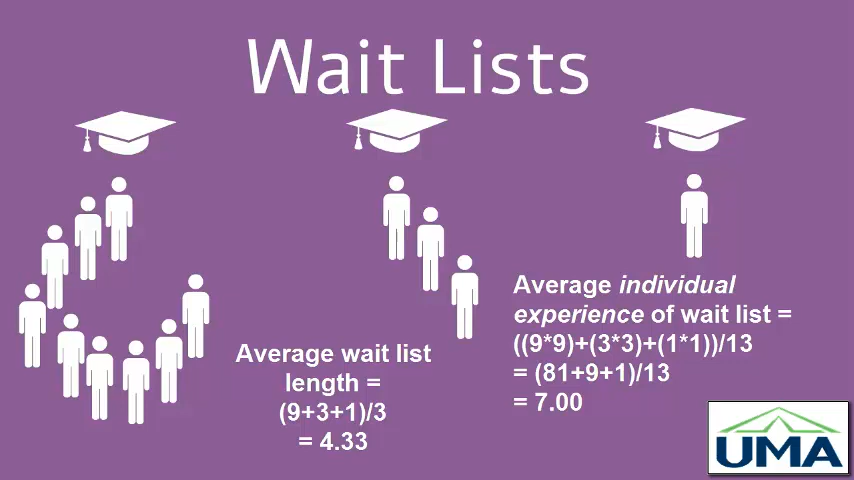 Wait Lists
Average wait list
length =
(9+3+1)/3
= 4.33
Average individual
experience of wait list =
((9*9)+(3*3)+(1*1))/13
= (81+9+1)/13
= 7.00
UMA